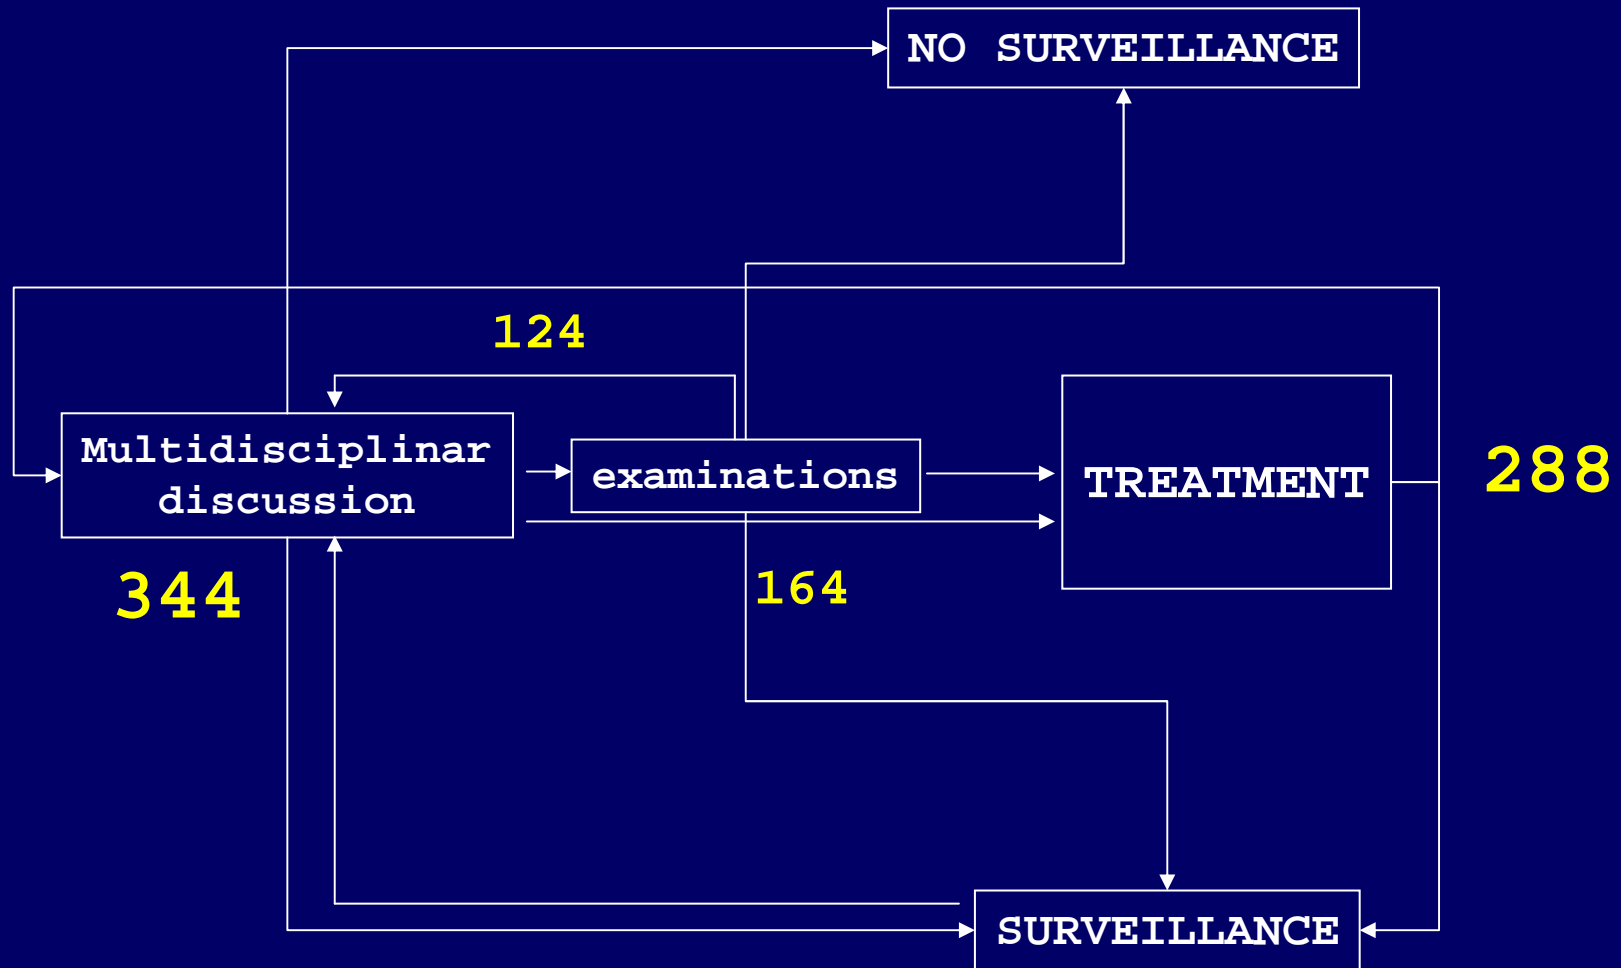 NO SURVEILLANCE
124
Multidisciplinar
discussion
examinations
TREATMENT
288
344
164
SURVEILLANCE